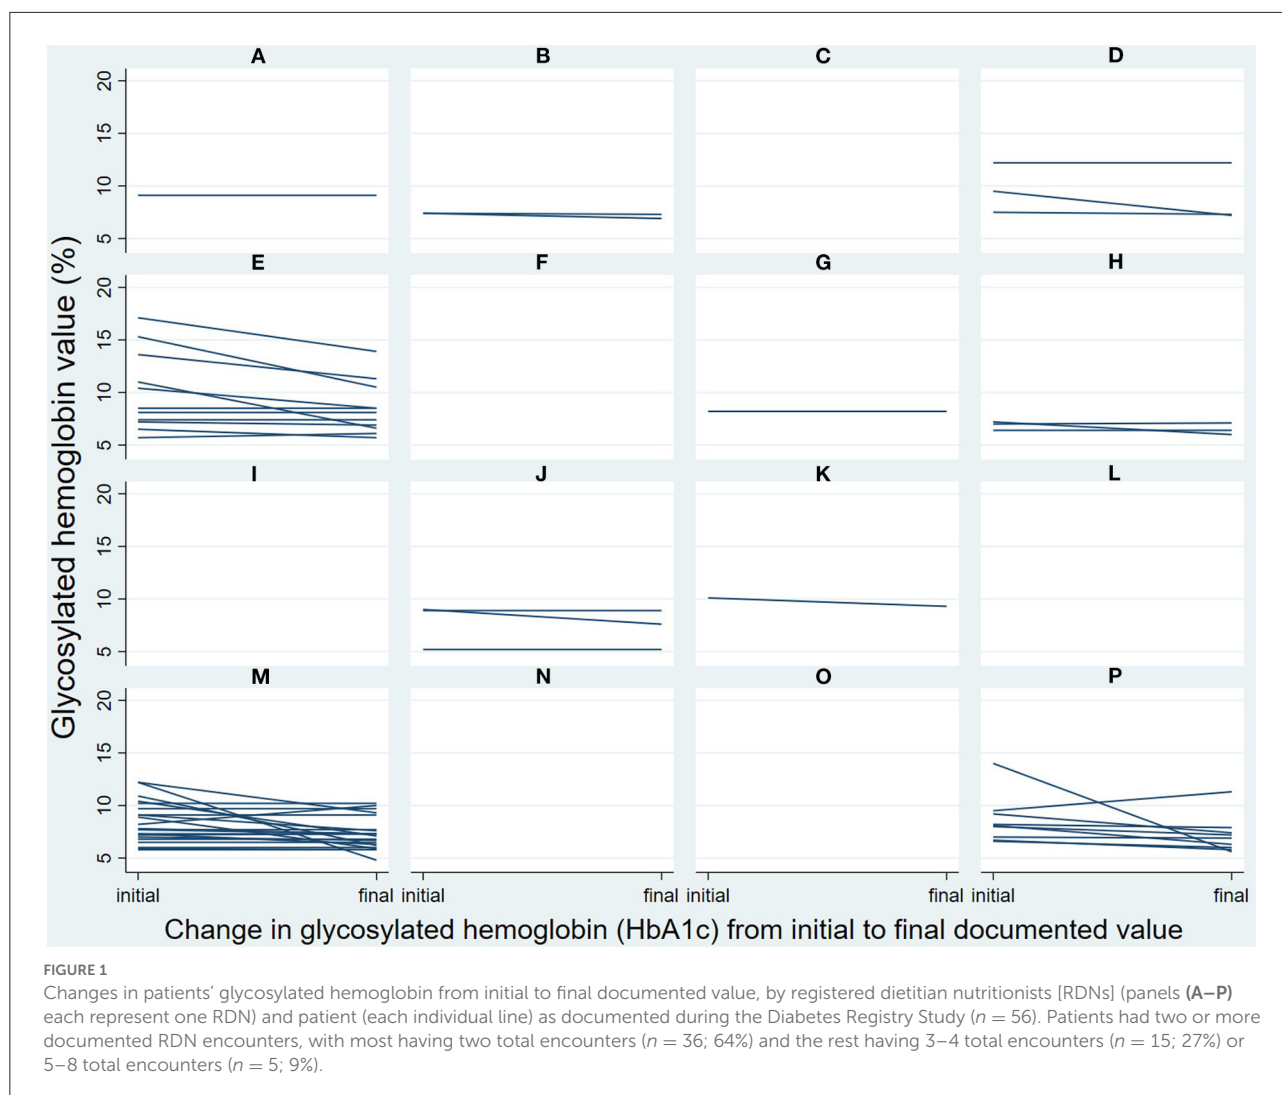 A B C D
20
15
10
5
E F G H
20
15
10
5
I J K L
20
15
10
5
M N O P
20
15
10
5
initial final initial final initial final initial final
Glycosylated hemoglobin value (%)
Change in glycosylated hemoglobin (HbA1c) from initial to final documented value
FIGURE 1
Changes in patients’ glycosylated hemoglobin from initial to final documented value, by registered dietitian nutritionists [RDNs] (panels (A–P)
each represent one RDN) and patient (each individual line) as documented during the Diabetes Registry Study (n = 56). Patients had two or more
documented RDN encounters, with most having two total encounters (n = 36; 64%) and the rest having 3–4 total encounters (n = 15; 27%) or
5–8 total encounters (n = 5; 9%).